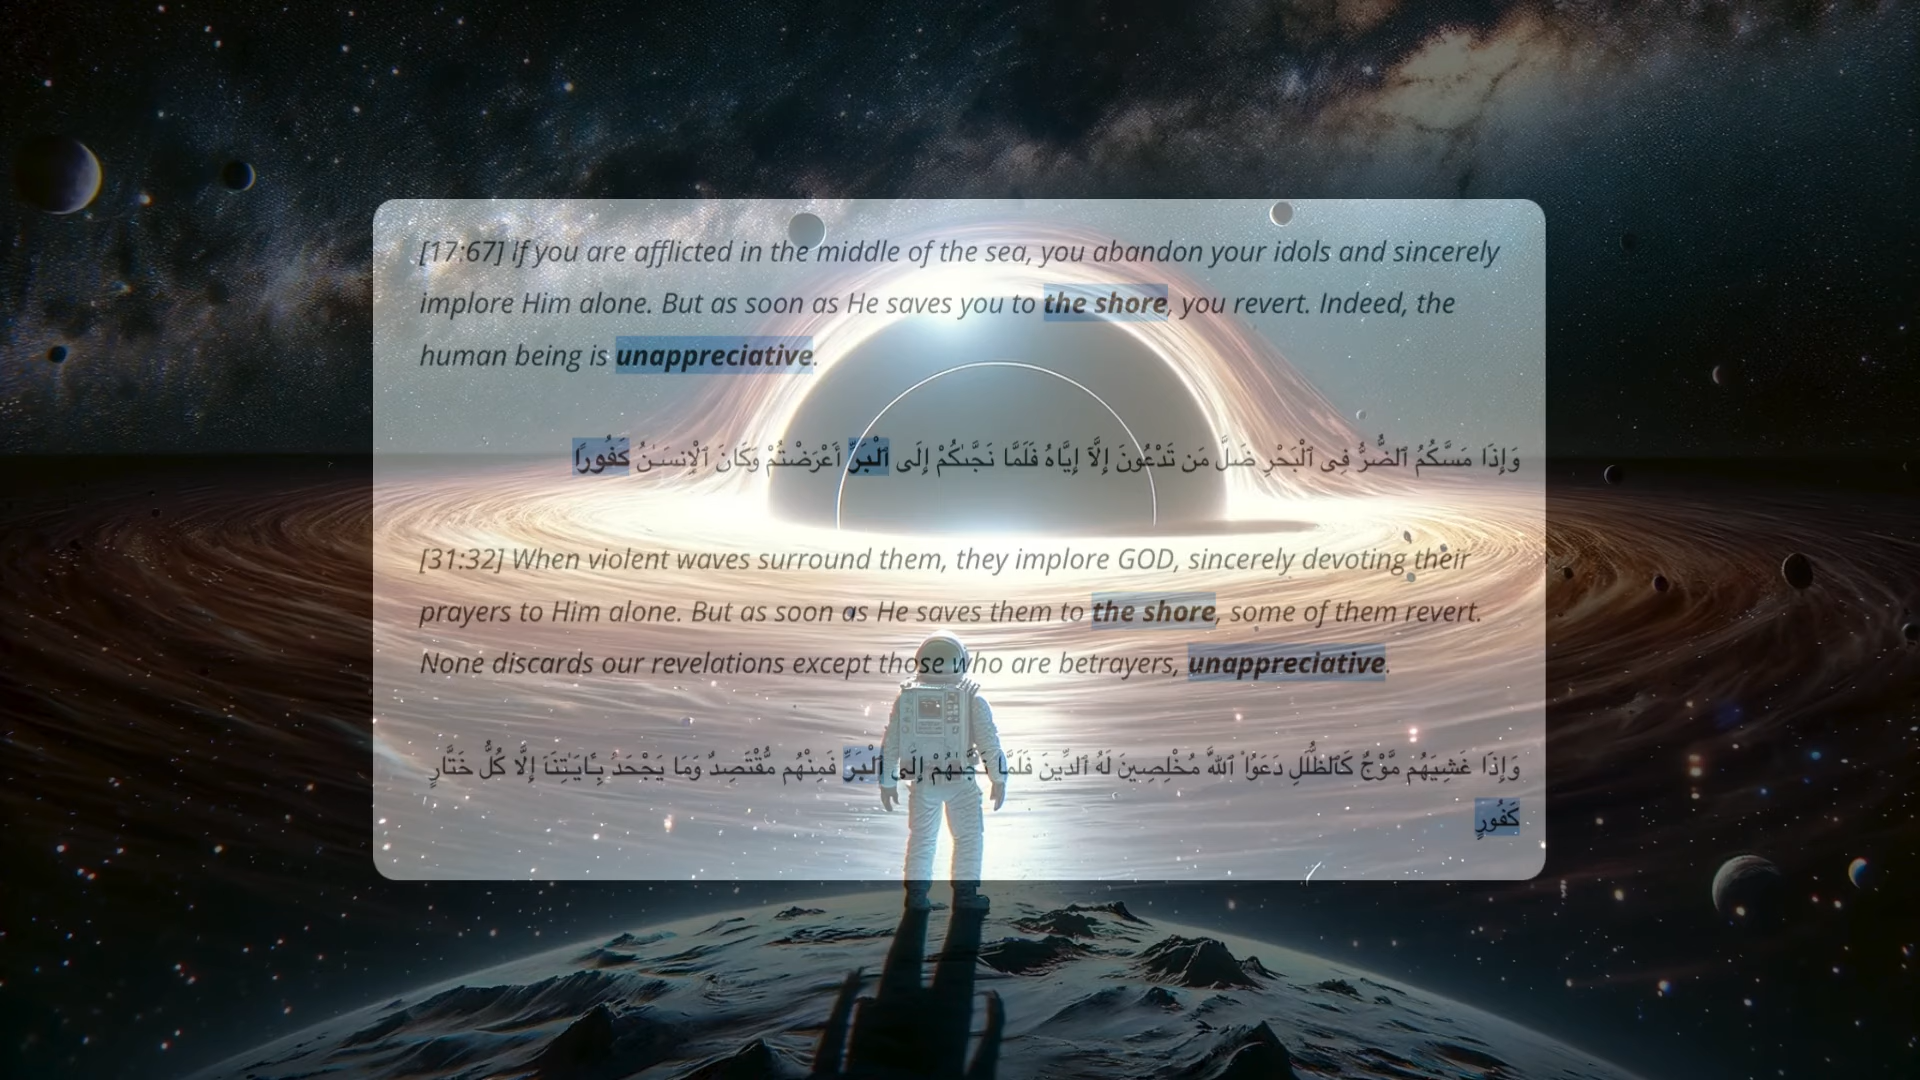 [17:67] If you are afflicted in the middle of the sea, you abandon your idols and sincerely
implore Him alone. But as soon as He saves you to the shore, you revert. Indeed, the
human being is unappreciative.
وَإِذَا مَسَّكُمُ ٱلضُّرُّ فِى ٱلْبَحْرِ ضَلَّ مَن تَدْعُونَ إِلَّآ إِيَّاهُ فَلَمَّا نَجَّىٰكُمْ إِلَى ٱلْبَرِّ أَعْرَضْتُمْ وَكَانَ ٱلْإِنسَـٰنُ كَفُورًا
[31:32] When violent waves surround them, they implore GOD, sincerely devoting their
prayers to Him alone. But as soon as He saves them to the shore, some of them revert.
None discards our revelations except those who are betrayers, unappreciative.
وَإِذَا غَشِيَهُم مَّوْجٌ كَٱلظُّلَلِ دَعَوُا۟ ٱللَّهَ مُخْلِصِينَ لَهُ ٱلدِّينَ فَلَمَّا نَجَّىٰهُمْ إِلَى ٱلْبَرِّ فَمِنْهُم مُّقْتَصِدٌ وَمَا يَجْحَدُ بِـَٔايَـٰتِنَآ إِلَّا كُلُّ خَتَّارٍ
كَفُورٍ